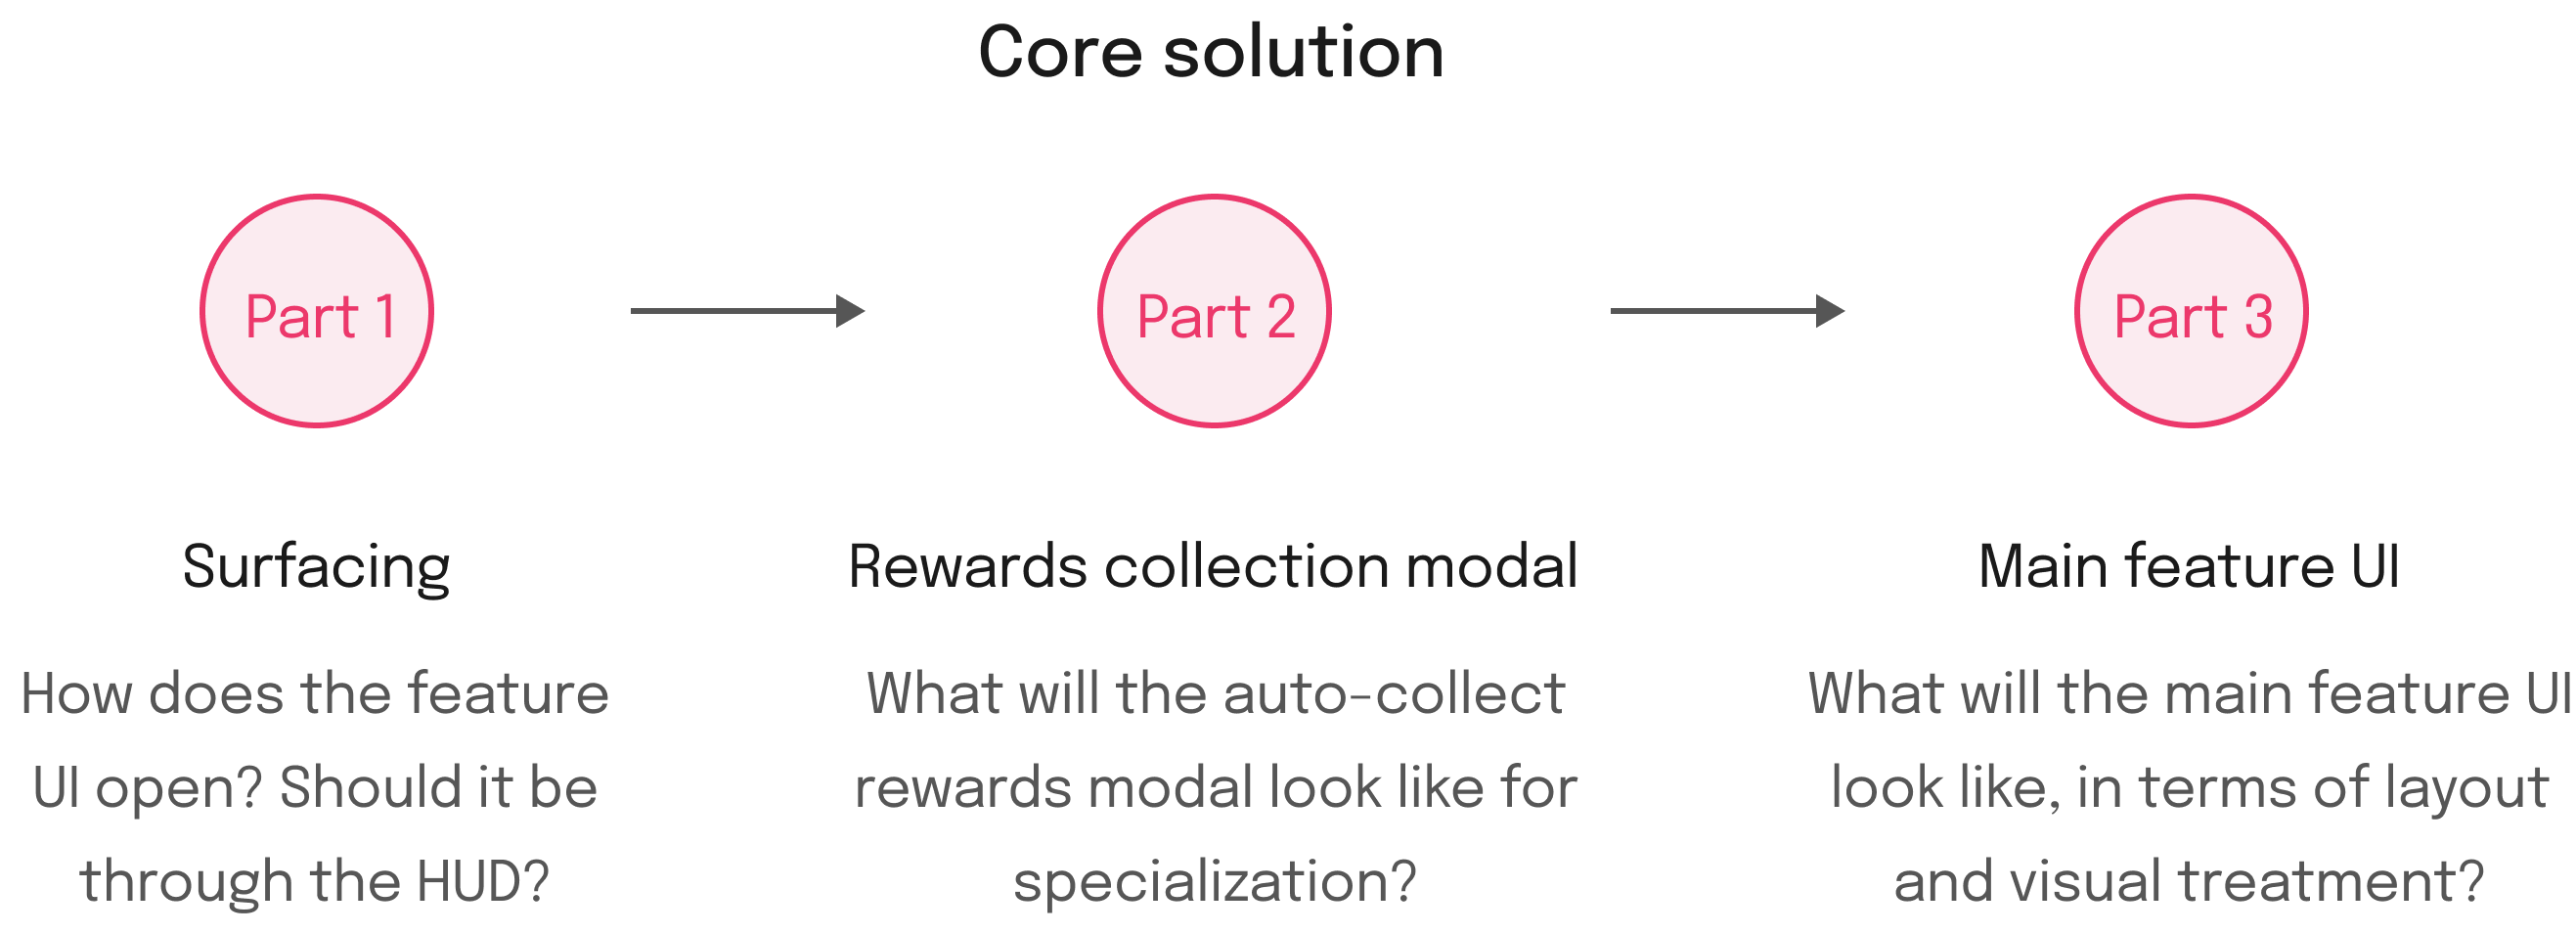 Core solution
Part 1
Part 2
Part 3
Surfacing
How does the feature
UI open? Should it be
through the HUD?
Rewards collection modal
What will the auto-collect
rewards modal look like for
specialization?
Main feature UI
What will the main feature UI
look like, in terms of layout
and visual treatment?